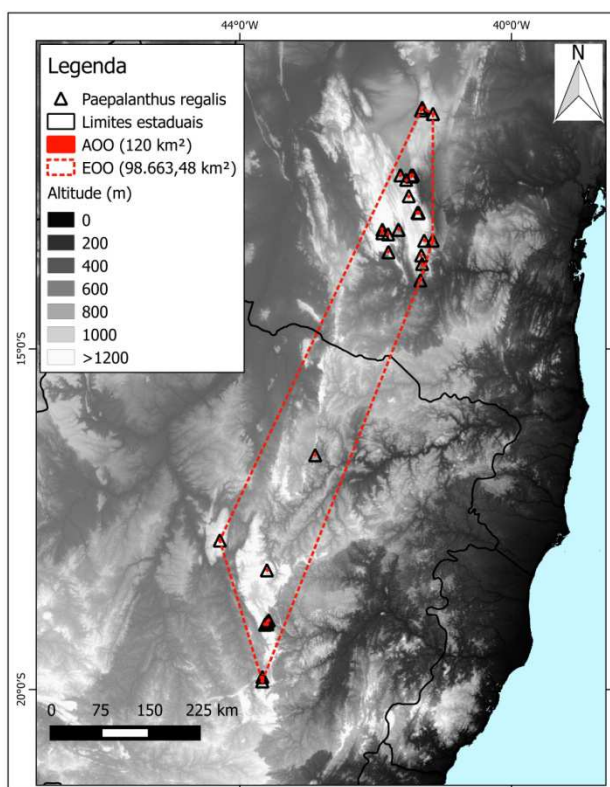 44°0'W 40°0'W
N
Legenda
Paepalanthus regalis
Limites estaduais
AOO (120 km²)
EOO (98.663,48 km²)
Altitude (m)
0
200
400
600
800
1000
>1200
15°0'S
20°0'S
0 75 150 225 km